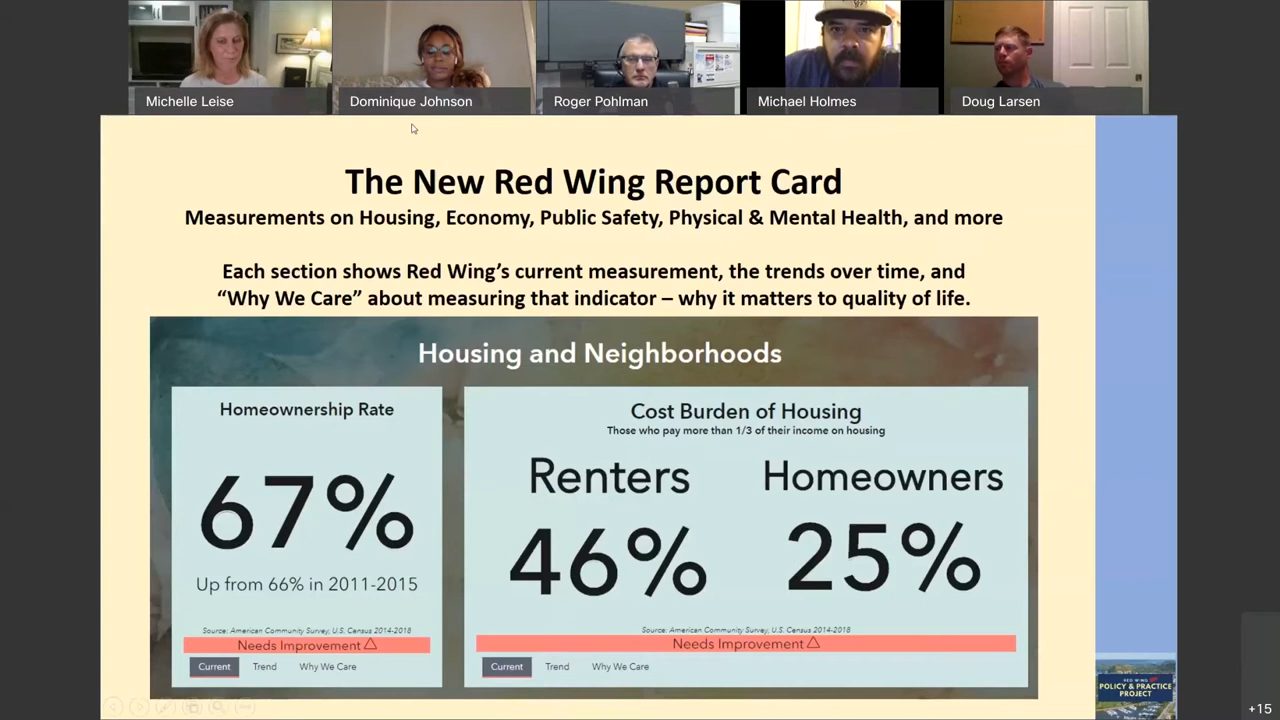 Michelle Leise
Dominique Johnson
Roger Pohlman
Michael Holmes
Doug Larsen
The New Red Wing Report Card
Measurements on Housing, Economy, Public Safety, Physical & Mental Health, and more
Each section shows Red Wing's current measurement, the trends over time, and
“Why We Care” about measuring that indicator – why it matters to quality of life.
Housing and Neighborhoods
Homeownership Rate
67%
Up from 66% in 2011-2015
Source: American Community Survey, U.S. Census 2014-2018
Needs Improvement
Current Trend Why We Care
Cost Burden of Housing
Those who pay more than 1/3 of their income on housing
Renters Homeowners
46% 25%
Source: American Community Survey, U.S. Census 2014-2018
Needs Improvement
Current Trend Why We Care
RED WING
POLICY & PRACTICE
PROJECT
+15